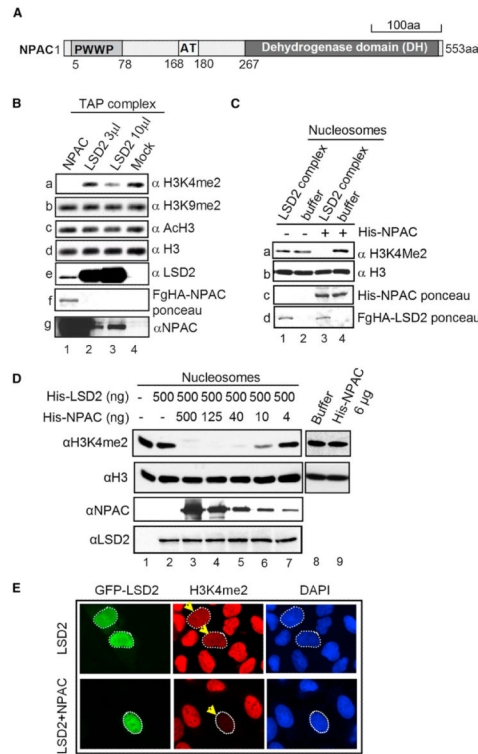 A
100aa
NPAC 1 PWWP AT Dehydrogenase domain (DH) 553aa
5 78 168 180 267
B
TAP complex
NPAC LSD2 3µl LSD2 10µl Mock
a α H3K4me2
b α H3K9me2
c α AcH3
d α H3
e α LSD2
f FgHA-NPAC
ponceau
g αNPAC
1 2 3 4
C
Nucleosomes
LSD2 complex buffer LSD2 complex buffer
- - + + His-NPAC
a α H3K4Me2
b α H3
c His-NPAC ponceau
d FgHA-LSD2 ponceau
1 2 3 4
D
Nucleosomes
His-LSD2 (ng) - 500 500 500 500 500 500
His-NPAC (ng) - - 500 125 40 10 4
Buffer His-NPAC 6 µg
αH3K4me2
αH3
αNPAC
αLSD2
1 2 3 4 5 6 7 8 9
E
GFP-LSD2 H3K4me2 DAPI
LSD2
LSD2+NPAC